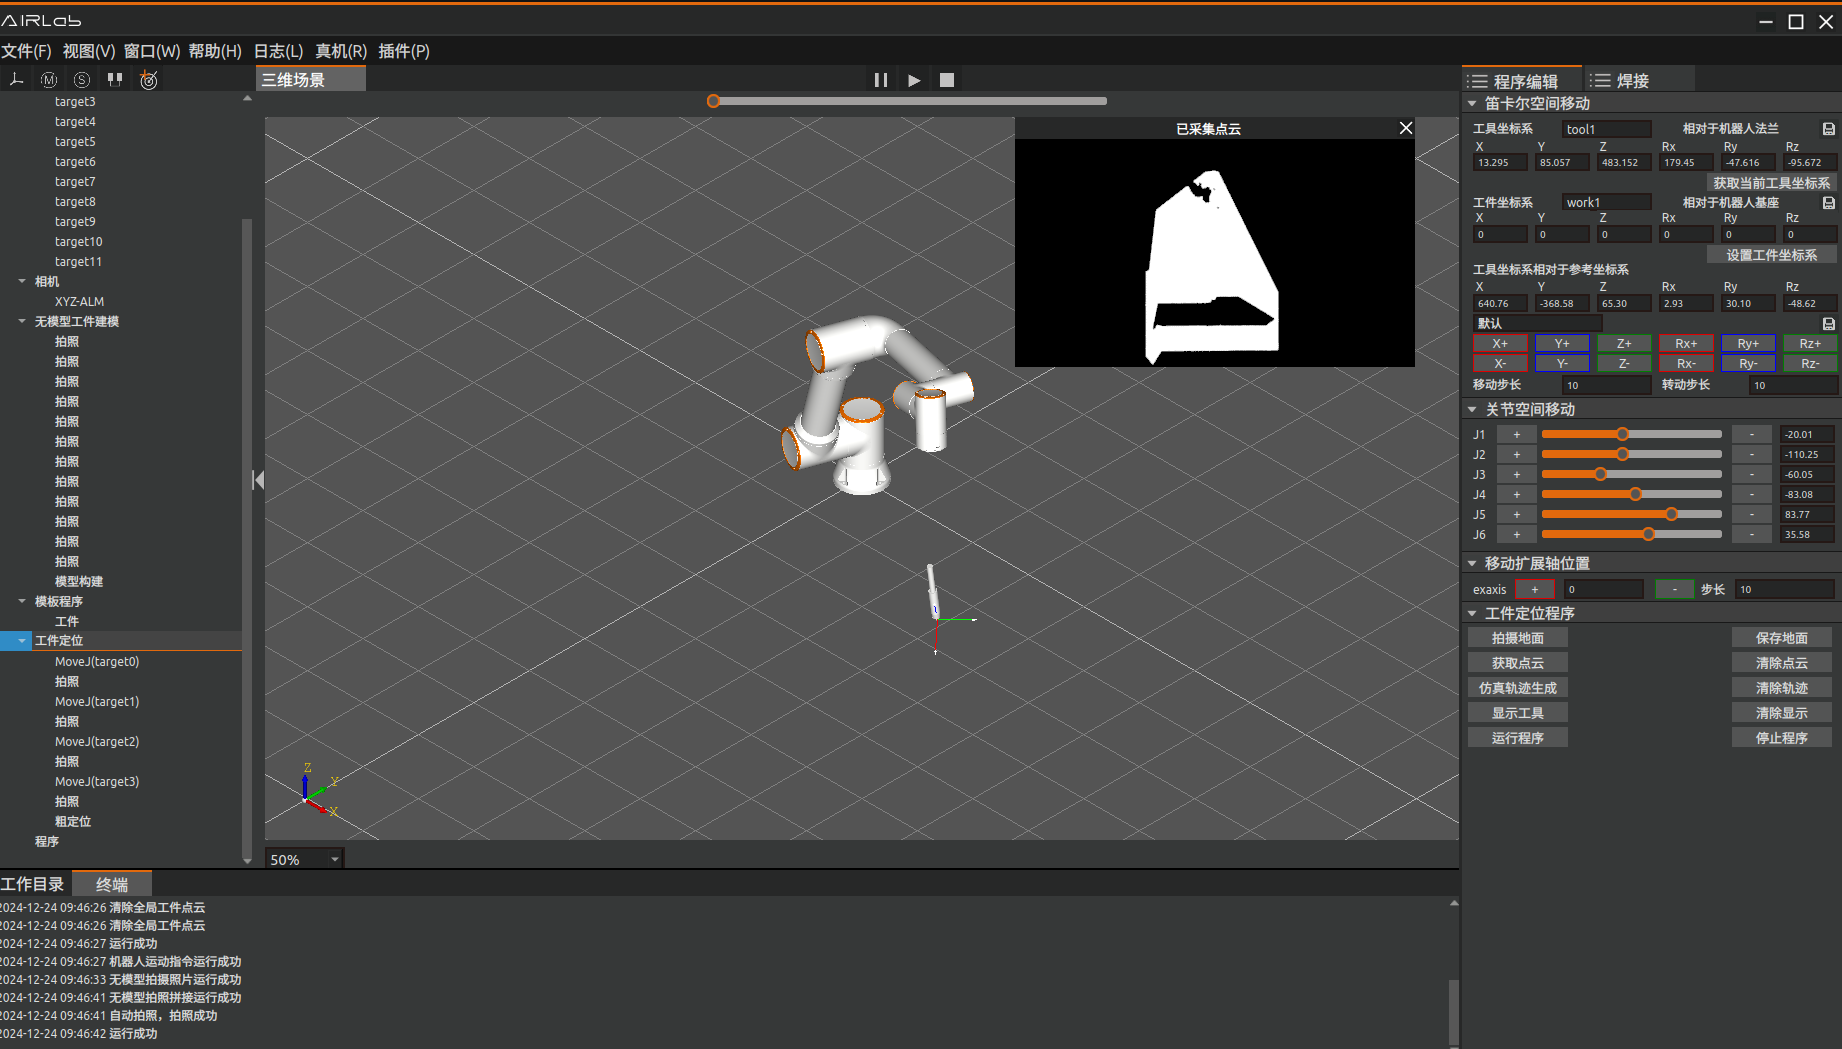 AIRLab
文件(F) 视图(V) 窗口(W) 帮助(H) 日志(L) 真机(R) 插件(P)
M S
三维场景
target3
target4
target5
target6
target7
target8
target9
target10
target11
相机
XYZ-ALM
无模型工件建模
拍照
拍照
拍照
拍照
拍照
拍照
拍照
拍照
拍照
拍照
拍照
拍照
模型构建
模板程序
工件
工件定位
MoveJ(target0)
拍照
MoveJ(target1)
拍照
MoveJ(target2)
拍照
MoveJ(target3)
拍照
粗定位
程序
已采集点云
Z
Y
X
50%
程序编辑 焊接
笛卡尔空间移动
工具坐标系 tool1 相对于机器人法兰
X Y Z Rx Ry Rz
13.295 85.057 483.152 179.45 -47.616 -95.672
获取当前工具坐标系
工件坐标系 work1 相对于机器人基座
X Y Z Rx Ry Rz
0 0 0 0 0 0
设置工件坐标系
工具坐标系相对于参考坐标系
X Y Z Rx Ry Rz
640.76 -368.58 65.30 2.93 30.10 -48.62
默认
X+ Y+ Z+ Rx+ Ry+ Rz+
X- Y- Z- Rx- Ry- Rz-
移动步长 10 转动步长 10
关节空间移动
J1 + - -20.01
J2 + - -110.25
J3 + - -60.05
J4 + - -83.08
J5 + - 83.77
J6 + - 35.58
移动扩展轴位置
exaxis + 0 - 步长 10
工件定位程序
拍摄地面 保存地面
获取点云 清除点云
仿真轨迹生成 清除轨迹
显示工具 清除显示
运行程序 停止程序
工作目录 终端
2024-12-24 09:46:26 清除全局工件点云
2024-12-24 09:46:26 清除全局工件点云
2024-12-24 09:46:27 运行成功
2024-12-24 09:46:27 机器人运动指令运行成功
2024-12-24 09:46:33 无模型拍摄照片运行成功
2024-12-24 09:46:41 无模型拍照拼接运行成功
2024-12-24 09:46:41 自动拍照，拍照成功
2024-12-24 09:46:42 运行成功